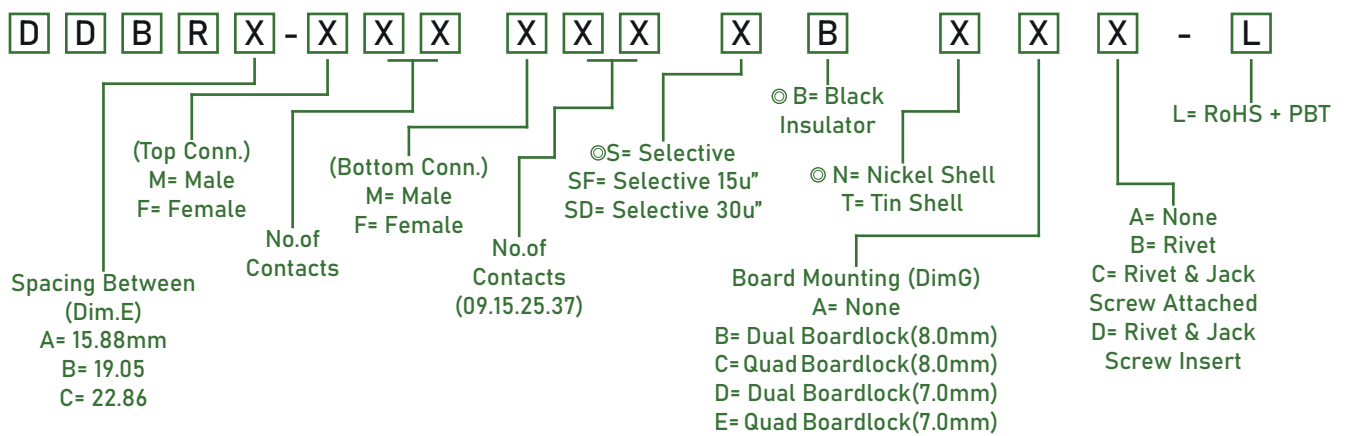 D D B R X - X X X X X X X B X X X - L
Spacing Between
(Dim.E)
A= 15.88mm
B= 19.05
C= 22.86
(Top Conn.)
M= Male
F= Female
No.of
Contacts
(Bottom Conn.)
M= Male
F= Female
No.of
Contacts
(09.15.25.37)
◎S= Selective
SF= Selective 15u”
SD= Selective 30u”
◎ B= Black
Insulator
◎ N= Nickel Shell
T= Tin Shell
Board Mounting (DimG)
A= None
B= Dual Boardlock(8.0mm)
C= Quad Boardlock(8.0mm)
D= Dual Boardlock(7.0mm)
E= Quad Boardlock(7.0mm)
A= None
B= Rivet
C= Rivet & Jack
Screw Attached
D= Rivet & Jack
Screw Insert
L= RoHS + PBT